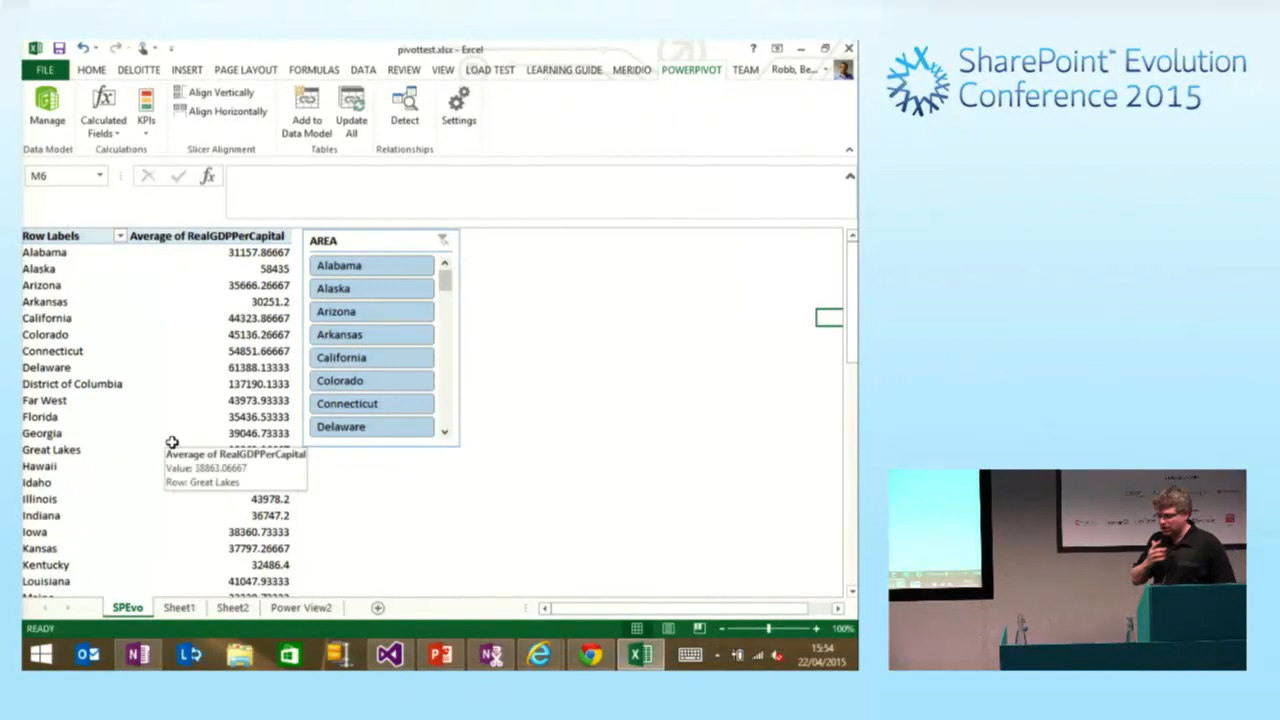 pivottest.xlsx - Excel
SharePoint™ Evolution
Conference 2015
FILE HOME DELOITTE INSERT PAGE LAYOUT FORMULAS DATA REVIEW VIEW LOAD TEST LEARNING GUIDE MERIDIO POWERPIVOT TEAM Robb, Be...
Align Vertically
Align Horizontally
Manage Calculated Fields KPIs Add to Data Model Update All Detect Settings
Data Model Calculations Slicer Alignment Tables Relationships
M6 fx
Row Labels Average of RealGDPPerCapital AREA
Alabama 31157.86667
Alaska 58435
Arizona 35666.26667
Arkansas 30251.2
California 44323.86667
Colorado 45136.26667
Connecticut 54851.66667
Delaware 61388.13333
District of Columbia 137190.1333
Far West 43973.93333
Florida 35436.53333
Georgia 39046.73333
Great Lakes
Hawaii
Idaho
Illinois 43978.2
Indiana 36747.2
Iowa 38360.73333
Kansas 37797.26667
Kentucky 32486.4
Louisiana 41047.93333
Alabama
Alaska
Arizona
Arkansas
California
Colorado
Connecticut
Delaware
Average of RealGDPPerCapital
Value: 38863.06667
Row: Great Lakes
SPEvo Sheet1 Sheet2 Power View2
READY 100%
15:54
22/04/2015